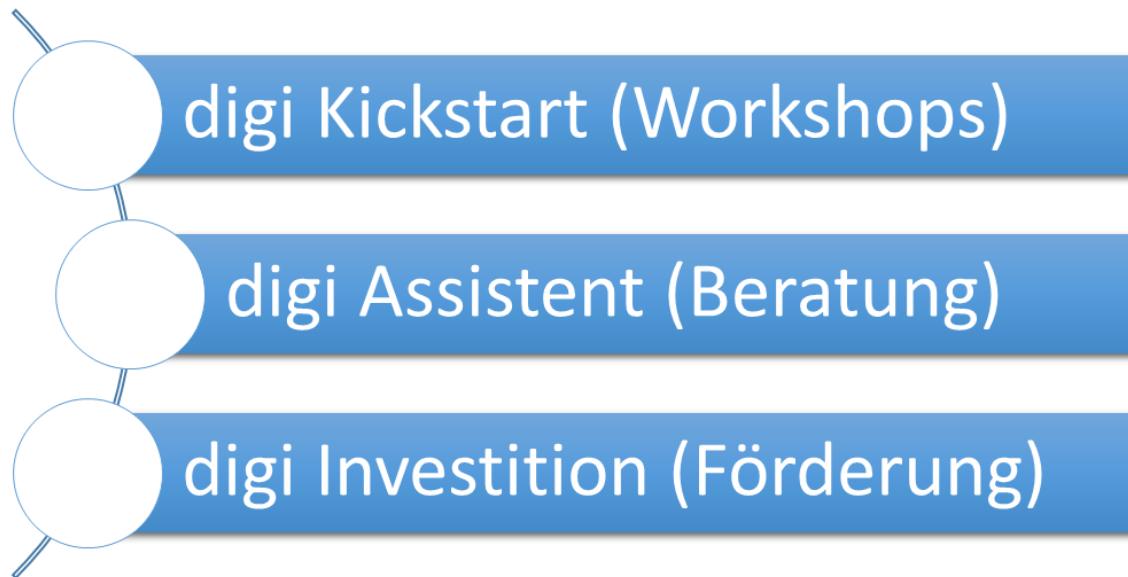 digi Kickstart (Workshops)
digi Assistent (Beratung)
digi Investition (Förderung)